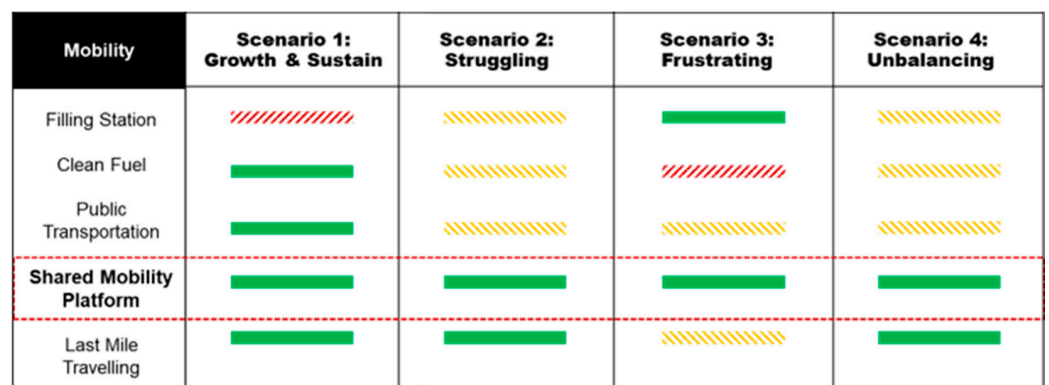 Mobility
Scenario 1:
Growth & Sustain
Scenario 2:
Struggling
Scenario 3:
Frustrating
Scenario 4:
Unbalancing
Filling Station
Clean Fuel
Public
Transportation
Shared Mobility
Platform
Last Mile
Travelling